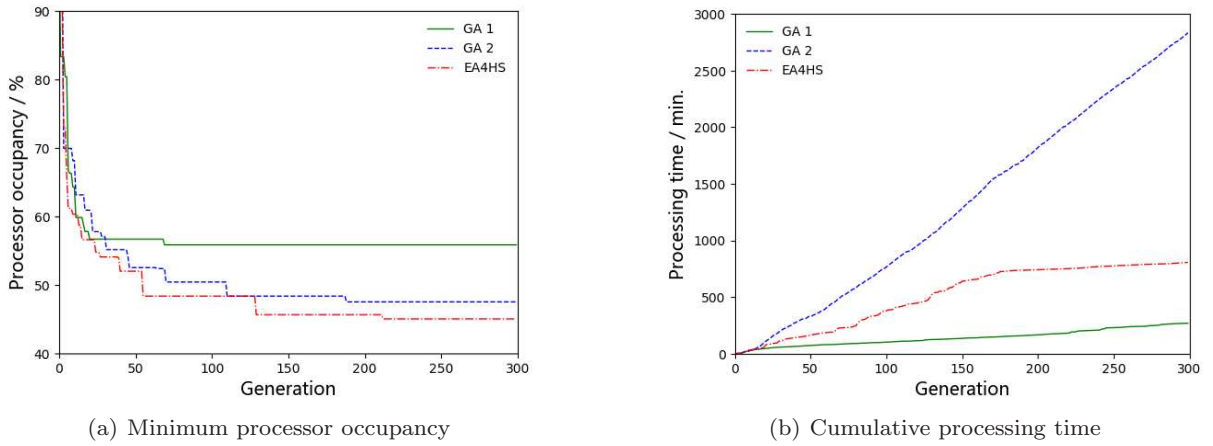 90
80
70
60
50
40
Processor occupancy / %
GA 1
GA 2
EA4HS
0
50
100
150
200
250
300
Generation
(a) Minimum processor occupancy
3000
2500
2000
1500
1000
500
0
Processing time / min.
GA 1
GA 2
EA4HS
0
50
100
150
200
250
300
Generation
(b) Cumulative processing time